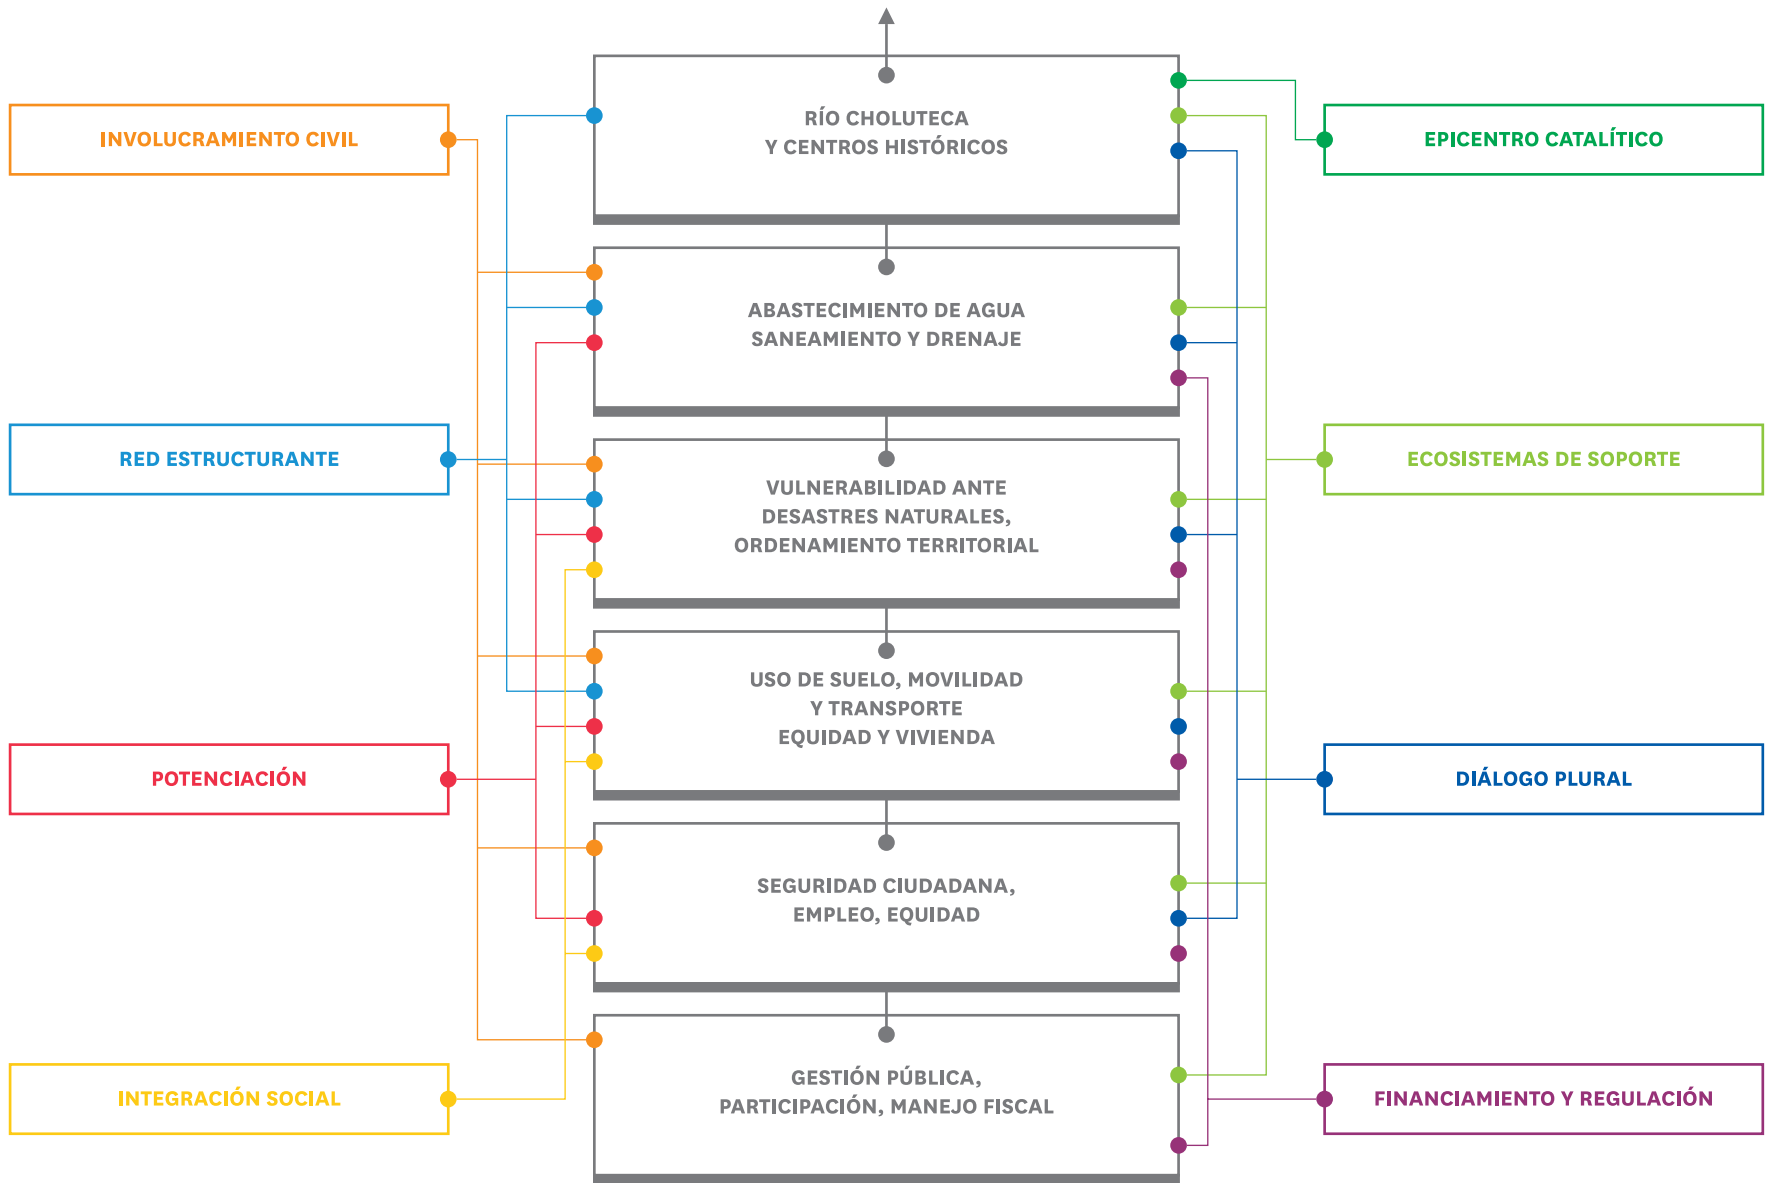 INVOLUCRAMIENTO CIVIL
RED ESTRUCTURANTE
POTENCIACIÓN
INTEGRACIÓN SOCIAL
RÍO CHOLUTECA
Y CENTROS HISTÓRICOS
ABASTECIMIENTO DE AGUA
SANEAMIENTO Y DRENAJE
VULNERABILIDAD ANTE
DESASTRES NATURALES,
ORDENAMIENTO TERRITORIAL
USO DE SUELO, MOVILIDAD
Y TRANSPORTE
EQUIDAD Y VIVIENDA
SEGURIDAD CIUDADANA,
EMPLEO, EQUIDAD
GESTIÓN PÚBLICA,
PARTICIPACIÓN, MANEJO FISCAL
EPICENTRO CATALÍTICO
ECOSISTEMAS DE SOPORTE
DIÁLOGO PLURAL
FINANCIAMIENTO Y REGULACIÓN